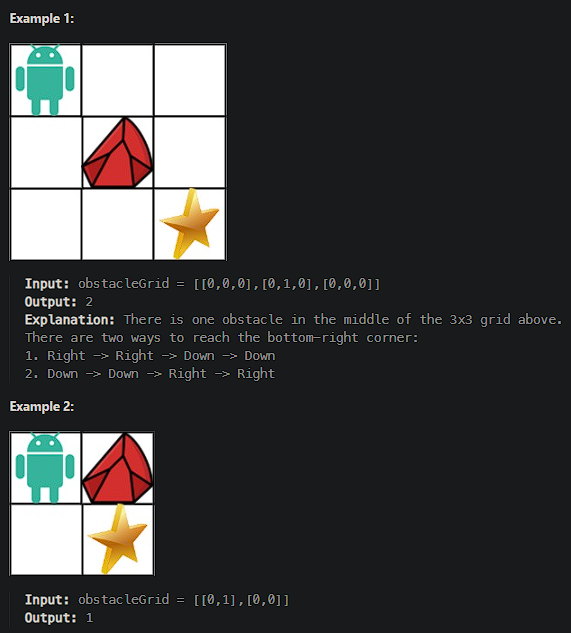 Example 1:
Input: obstacleGrid = [[0,0,0],[0,1,0],[0,0,0]]
Output: 2
Explanation: There is one obstacle in the middle of the 3x3 grid above.
There are two ways to reach the bottom-right corner:
1. Right -> Right -> Down -> Down
2. Down -> Down -> Right -> Right
Example 2:
Input: obstacleGrid = [[0,1],[0,0]]
Output: 1